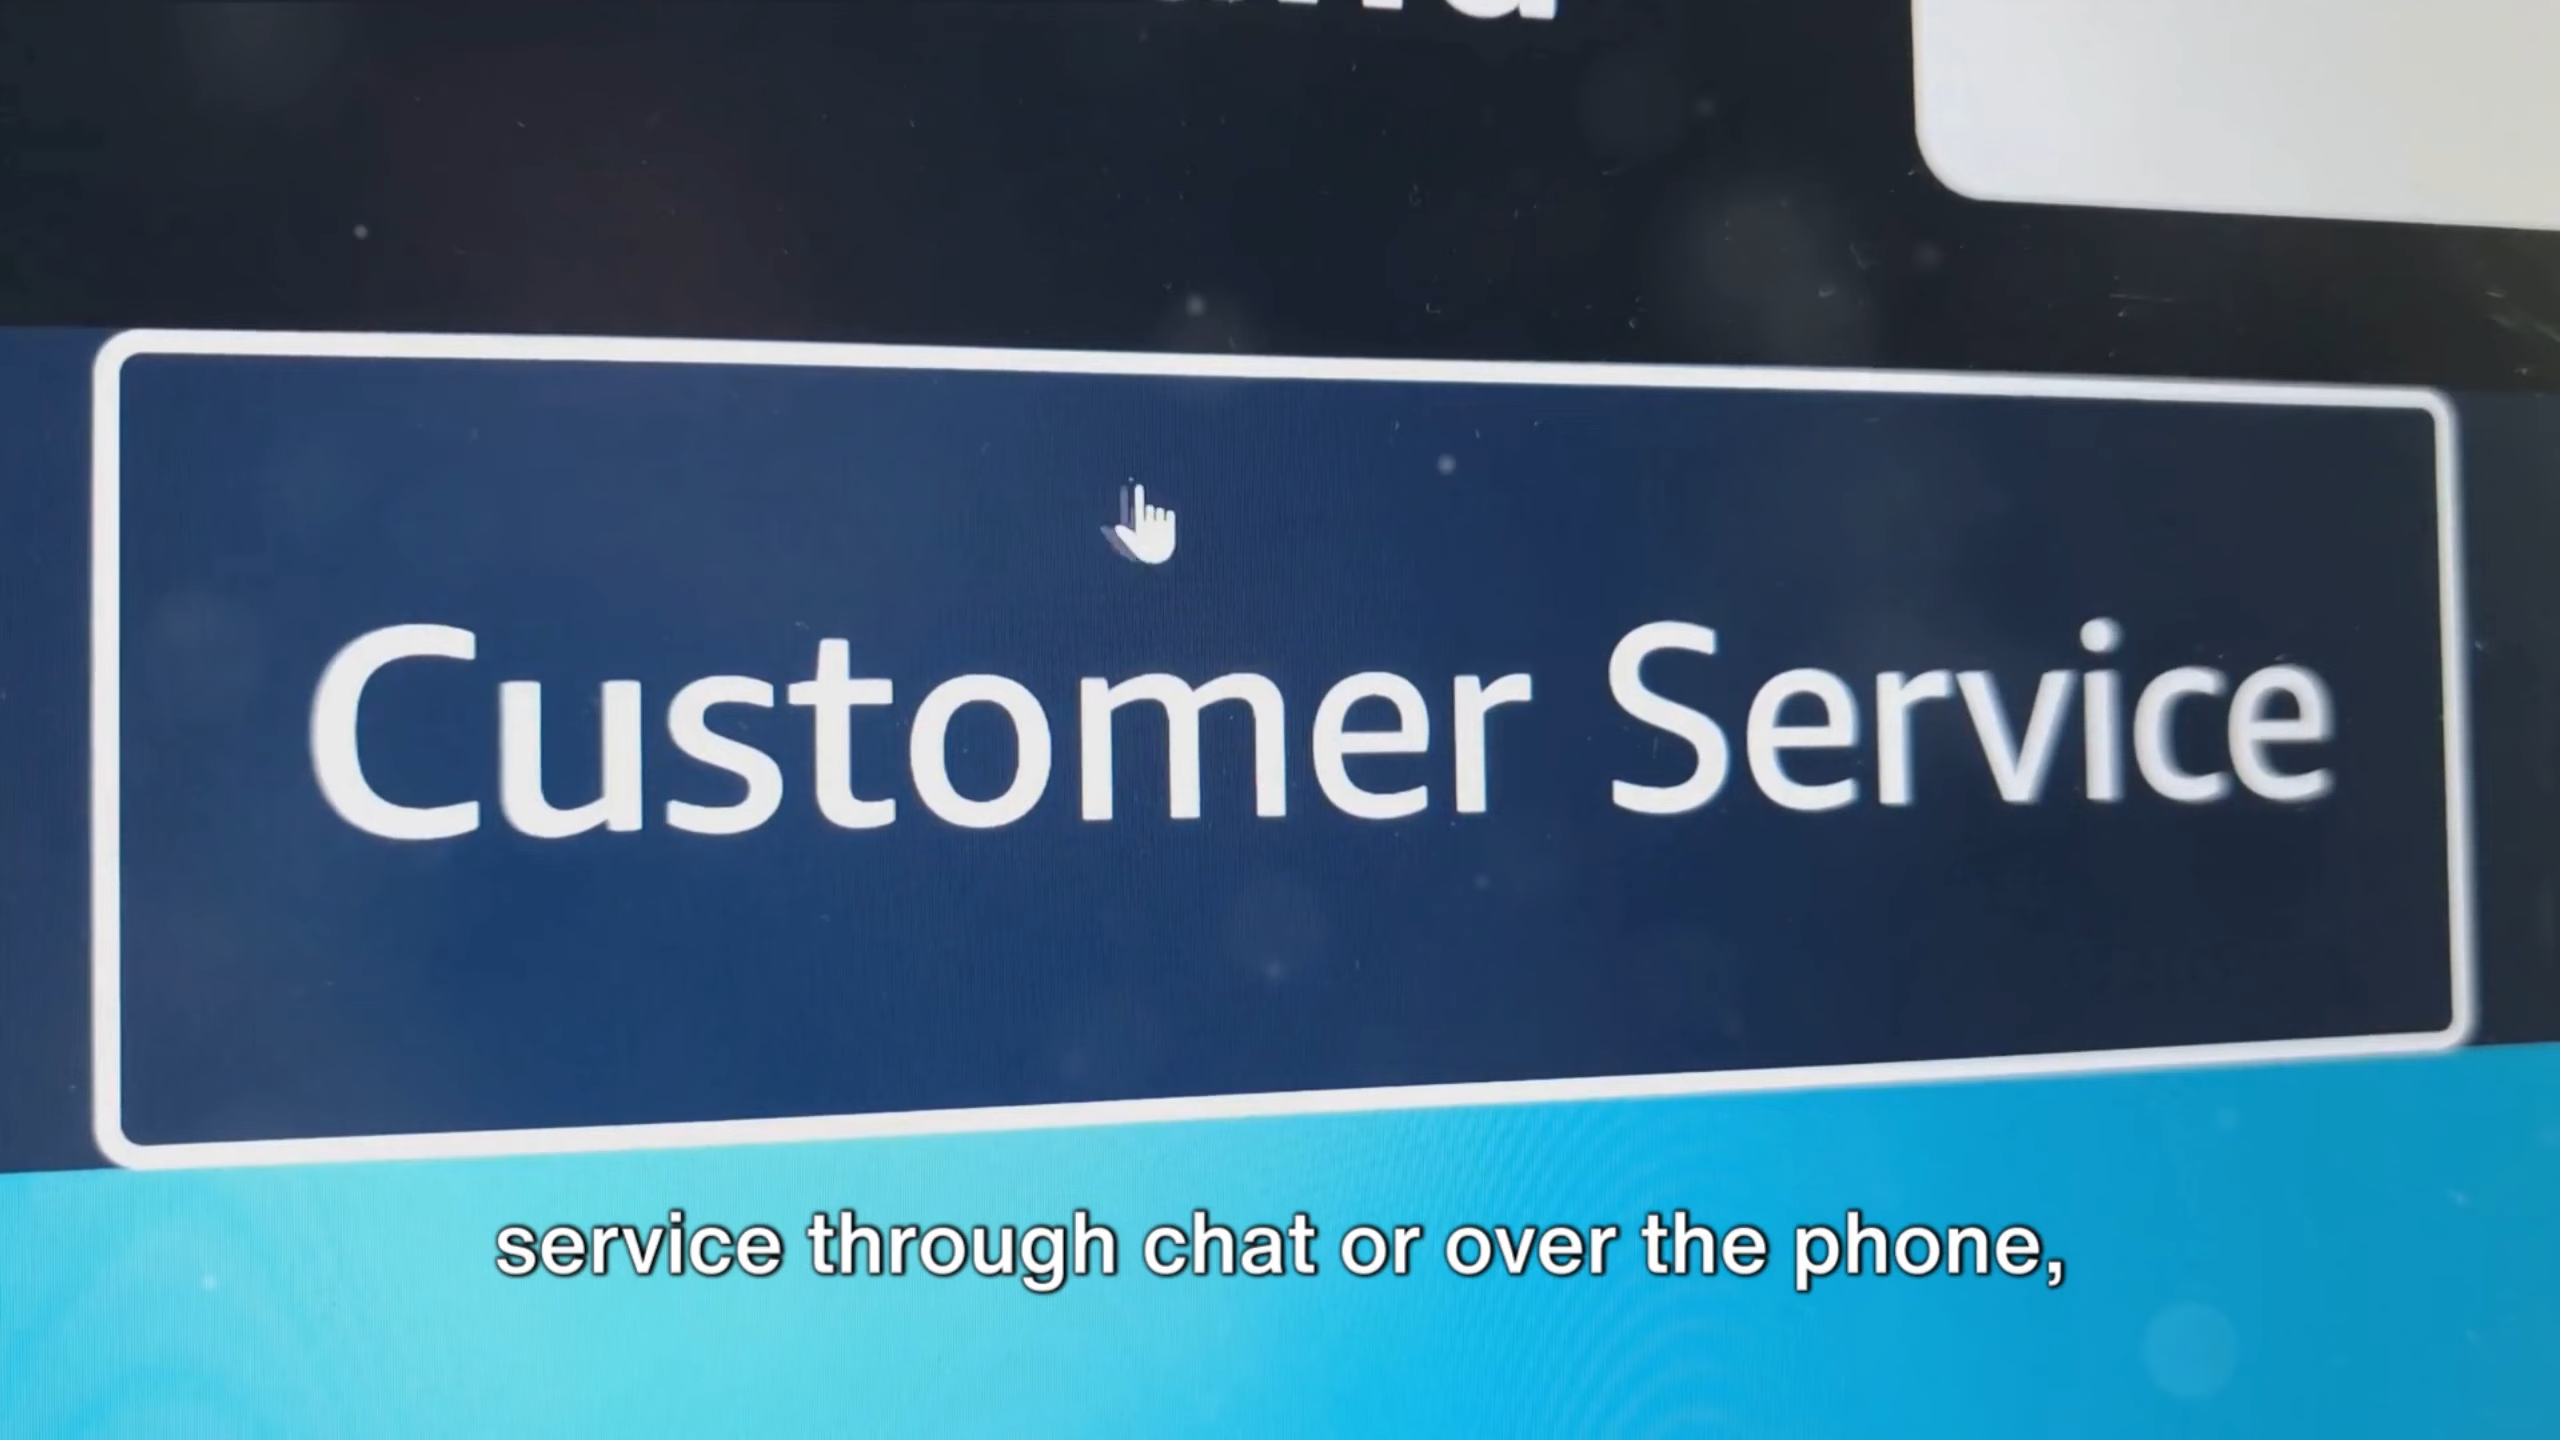 Customer Service
service through chat or over the phone,